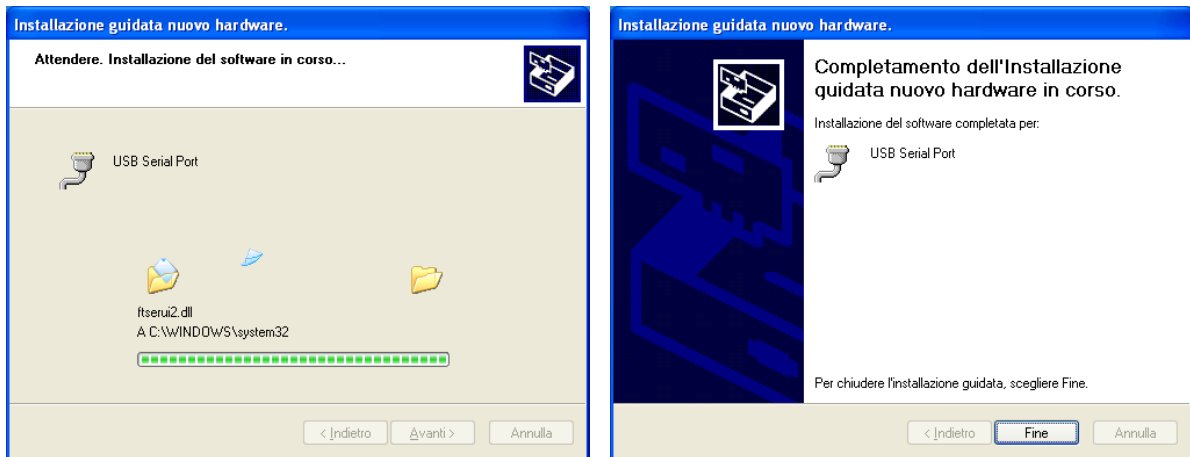 Installazione guidata nuovo hardware.
Attendere. Installazione del software in corso...
USB Serial Port
ftserui2.dll
A C:\WINDOWS\system32
< Indietro
Avanti >
Annulla
Installazione guidata nuovo hardware.
Completamento dell'Installazione
guidata nuovo hardware in corso.
Installazione del software completata per:
USB Serial Port
Per chiudere l'installazione guidata, scegliere Fine.
< Indietro
Fine
Annulla